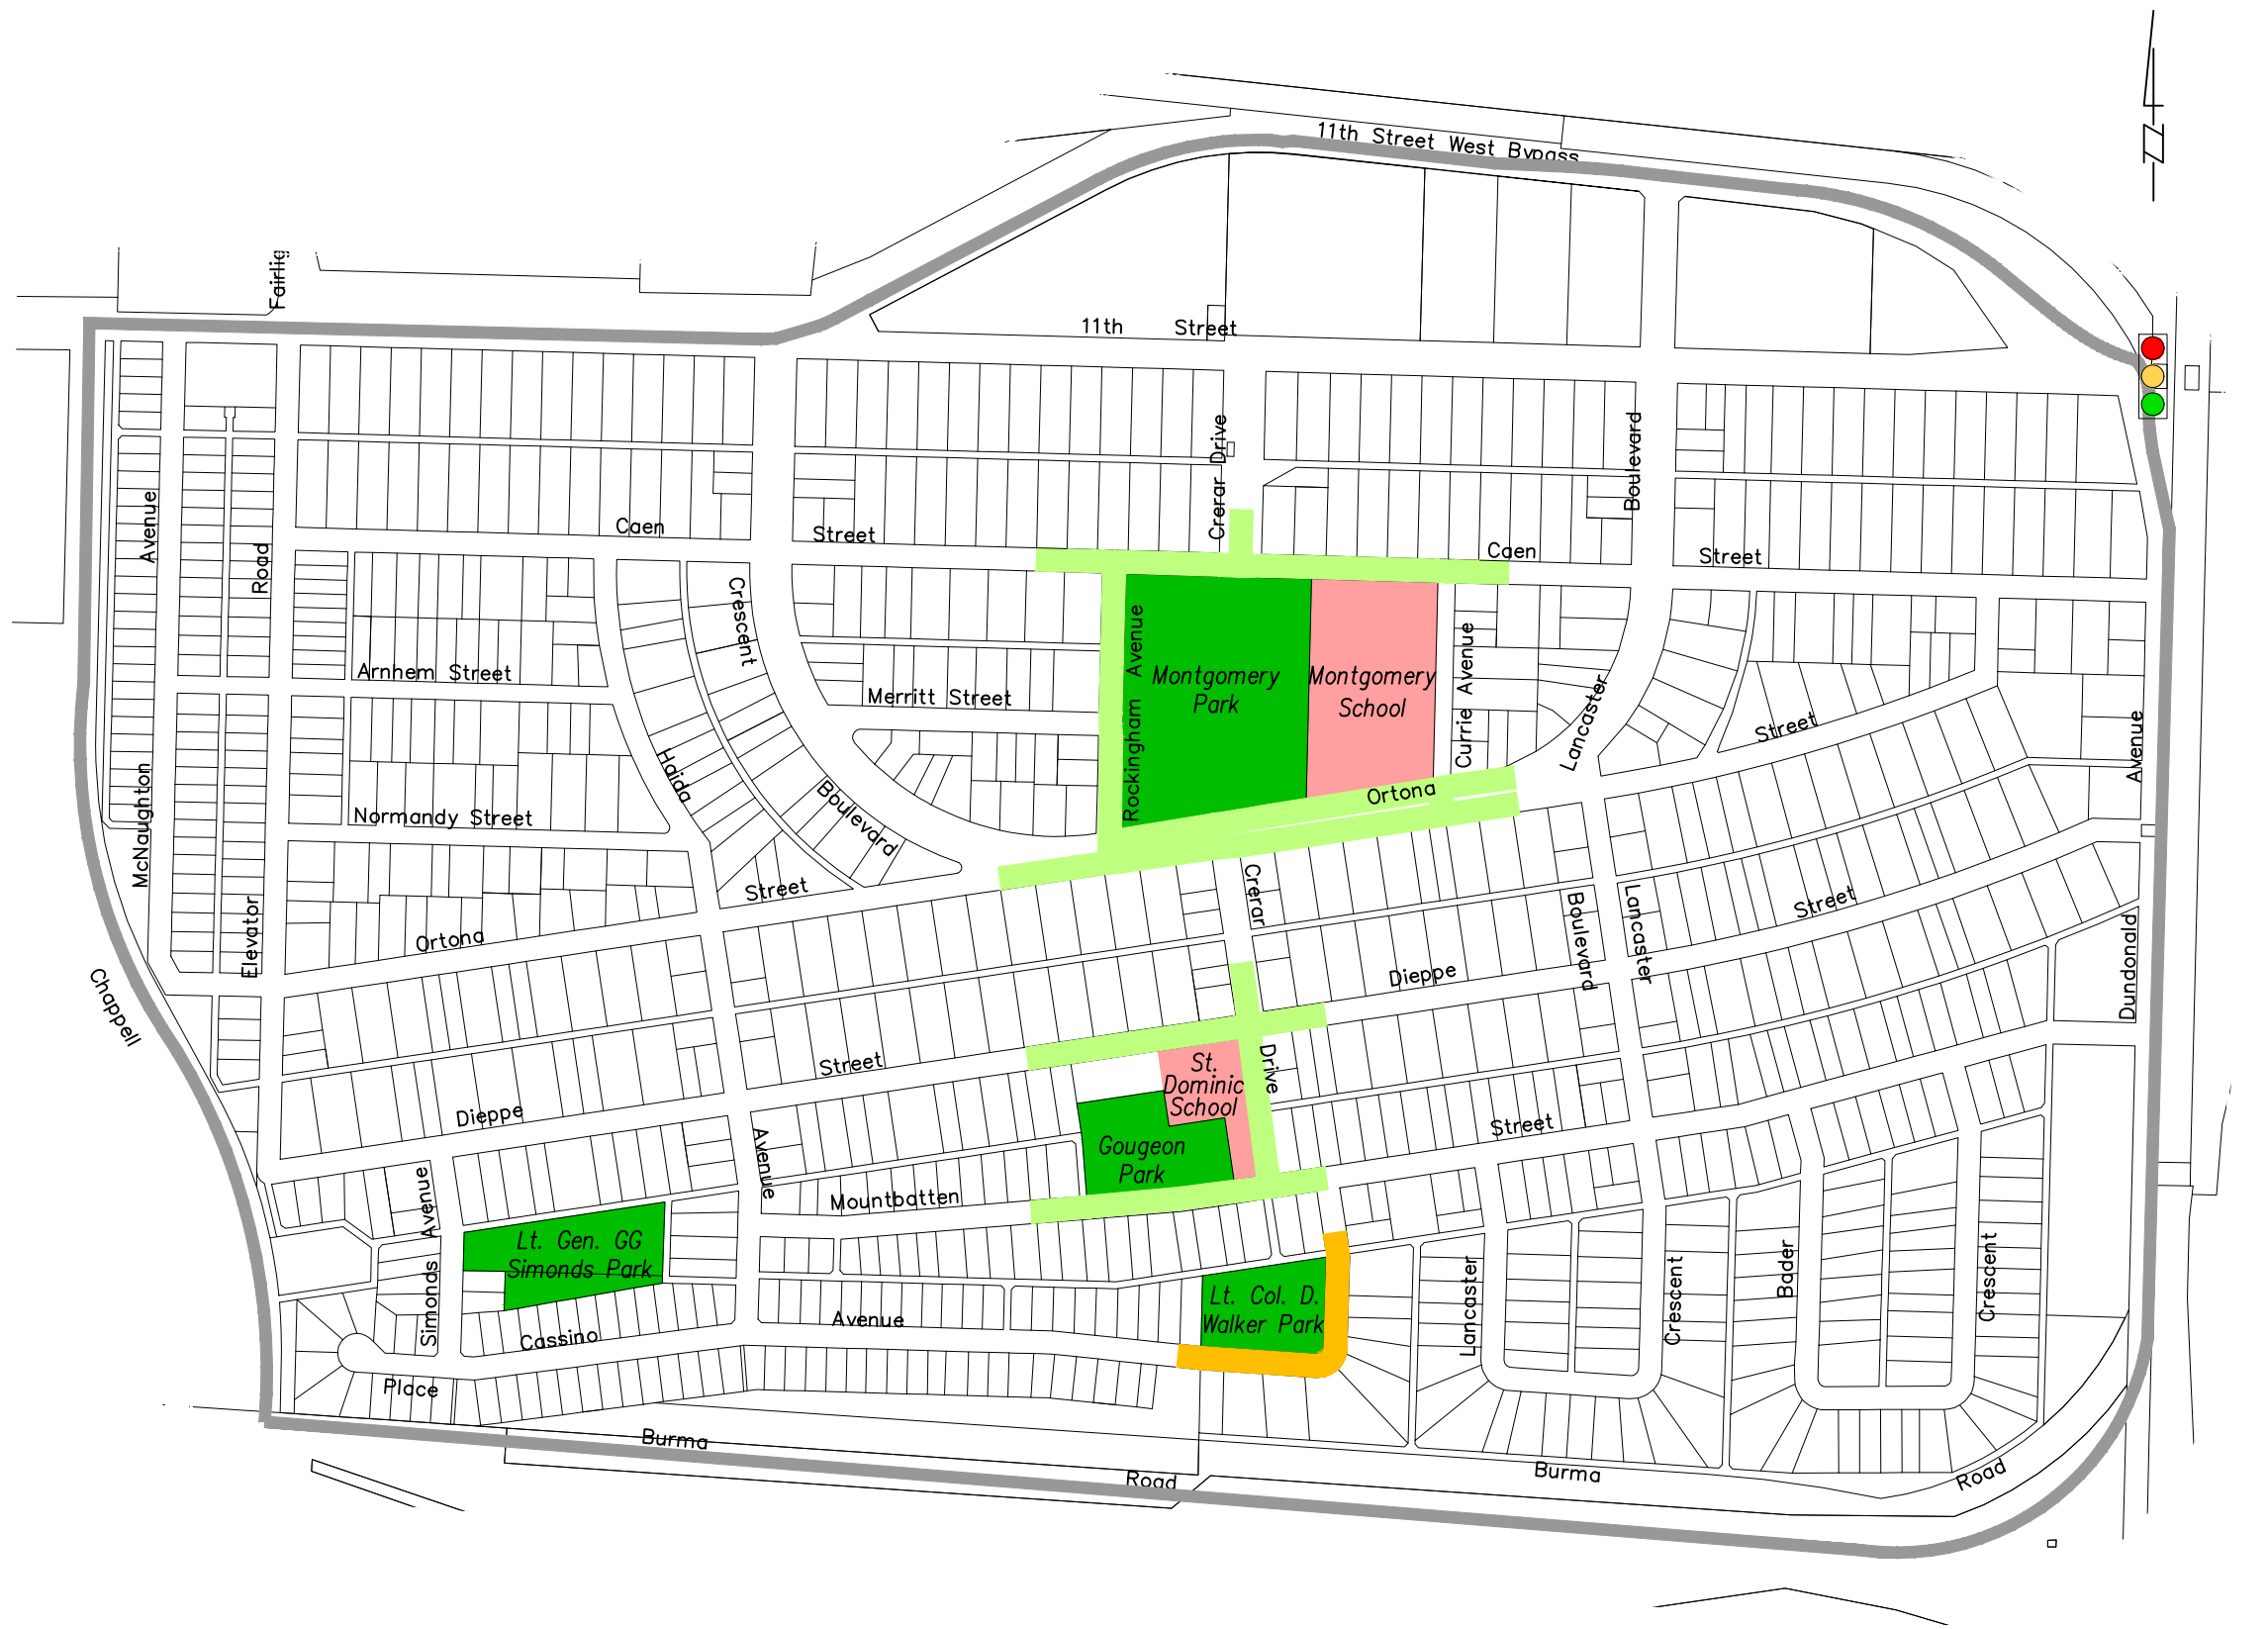 11th Street West Bypass
Fairlig
11th Street
Crerar Drive
Boulevard
Avenue
Road
Caen
Street
Caen
Street
Crescent
Arnhem Street
Merritt Street
Rockingham Avenue
Montgomery
Park
Montgomery
School
Currie Avenue
Lancaster
Street
Avenue
Haida
Boulevard
Normandy Street
McNaughton
Ortona
Street
Elevator
Ortona
Crerar
Boulevard
Lancaster
Street
Dieppe
Dundonald
Chappell
Street
Dieppe
St.
Dominic
School
Drive
Street
Avenue
Gougeon
Park
Mountbatten
Avenue
Simonds
Lt. Gen. GG
Simonds Park
Lt. Col. D.
Walker Park
Avenue
Cassino
Place
Lancaster
Crescent
Bader
Crescent
Burma
Road
Burma
Road